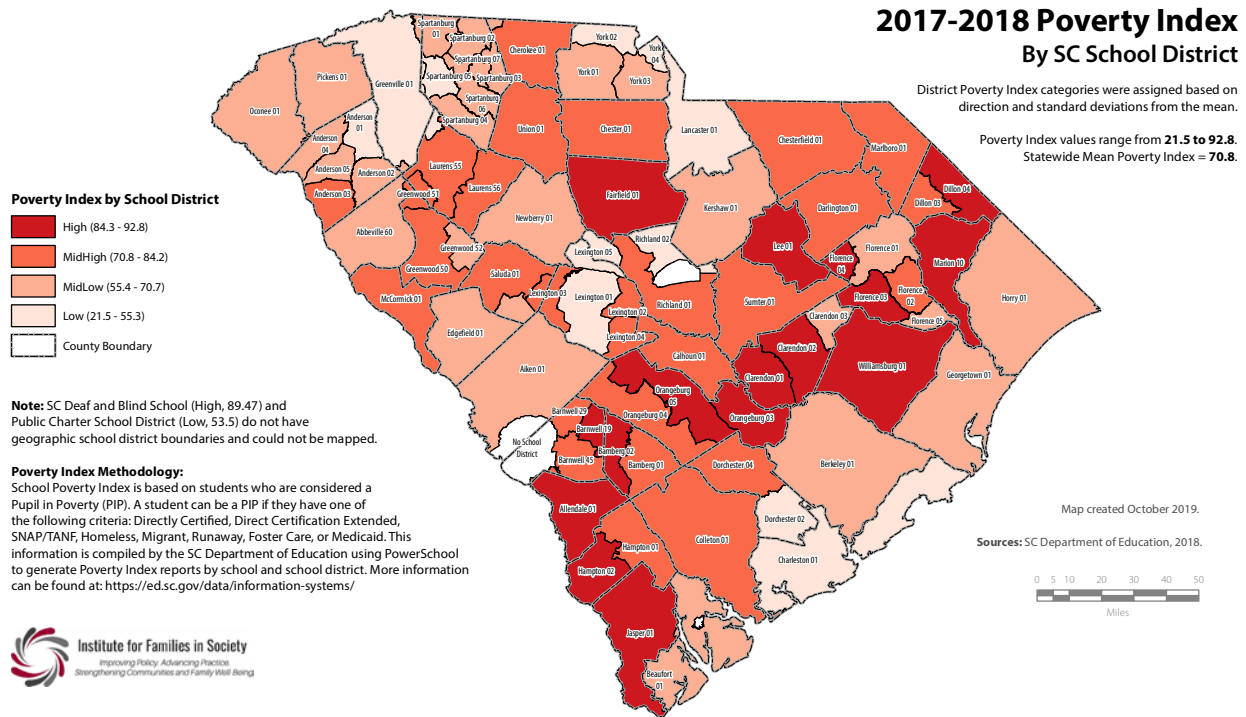 2017-2018 Poverty Index
By SC School District
District Poverty Index categories were assigned based on
direction and standard deviations from the mean.
Poverty Index values range from 21.5 to 92.8.
Statewide Mean Poverty Index = 70.8.
Poverty Index by School District
High (84.3 - 92.8)
MidHigh (70.8 - 84.2)
MidLow (55.4 - 70.7)
Low (21.5 - 55.3)
County Boundary
Note: SC Deaf and Blind School (High, 89.47) and
Public Charter School District (Low, 53.5) do not have
geographic school district boundaries and could not be mapped.
Poverty Index Methodology:
School Poverty Index is based on students who are considered a
Pupil in Poverty (PIP). A student can be a PIP if they have one of
the following criteria: Directly Certified, Direct Certification Extended,
SNAP/TANF, Homeless, Migrant, Runaway, Foster Care, or Medicaid. This
information is compiled by the SC Department of Education using PowerSchool
to generate Poverty Index reports by school and school district. More information
can be found at: https://ed.sc.gov/data/information-systems/
Institute for Families in Society
Improving Policy. Advancing Practice.
Strengthening Communities and Family Well Being.
Spartanburg
01
Spartanburg 02
Cherokee 01
York 02
York
04
Spartanburg 07
Pickens 01
Greenville 01
Spartanburg 05
Spartanburg 03
York 01
York 03
Oconee 01
Spartanburg
06
Anderson
01
Spartanburg 04
Union 01
Chester 01
Lancaster 01
Chesterfield 01
Marlboro 01
Anderson
04
Anderson 05
Anderson 02
Laurens 55
Laurens 56
Anderson 03
Greenwood 51
Fairfield 01
Kershaw 01
Darlington 01
Dillon 04
Dillon 03
Abbeville 60
Newberry 01
Greenwood 52
Richland 02
Lexington 05
Lee 01
Florence 01
Florence
04
Marion 10
Greenwood 50
Saluda 01
McCormick 01
Lexington 03
Lexington 01
Richland 01
Sumter 01
Florence 03
Florence
02
Horry 01
Lexington 02
Clarendon 03
Florence 05
Edgefield 01
Lexington 04
Clarendon 02
Calhoun 01
Aiken 01
Clarendon 01
Williamsburg 01
Georgetown 01
Orangeburg
05
Barnwell 29
Orangeburg 04
Orangeburg 03
Barnwell 19
No School
District
Bamberg 02
Barnwell 45
Bamberg 01
Dorchester 04
Berkeley 01
Allendale 01
Dorchester 02
Colleton 01
Hampton 01
Charleston 01
Hampton 02
Jasper 01
Beaufort
01
Map created October 2019.
Sources: SC Department of Education, 2018.
0 5 10 20 30 40 50
Miles